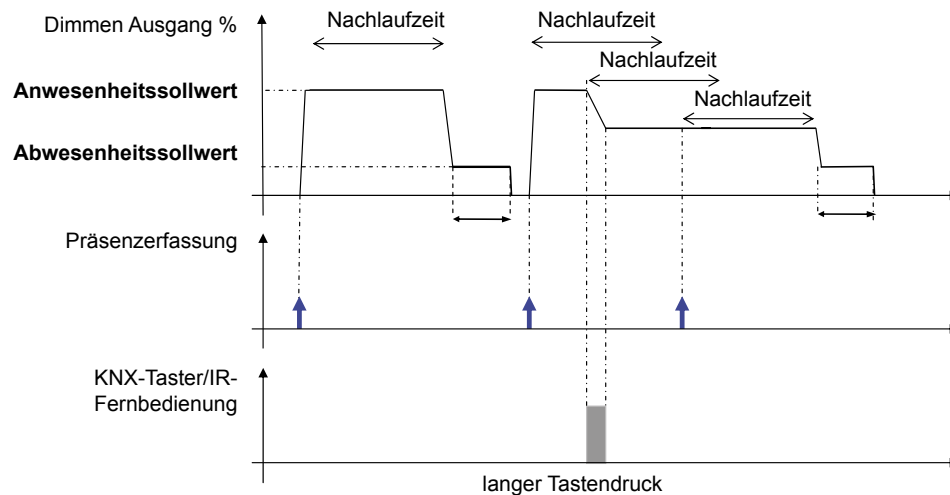 Dimmen Ausgang %
Nachlaufzeit
Nachlaufzeit
Nachlaufzeit
Anwesenheitssollwert
Nachlaufzeit
Abwesenheitssollwert
Präsenzerfassung
KNX-Taster/IR-
Fernbedienung
langer Tastendruck